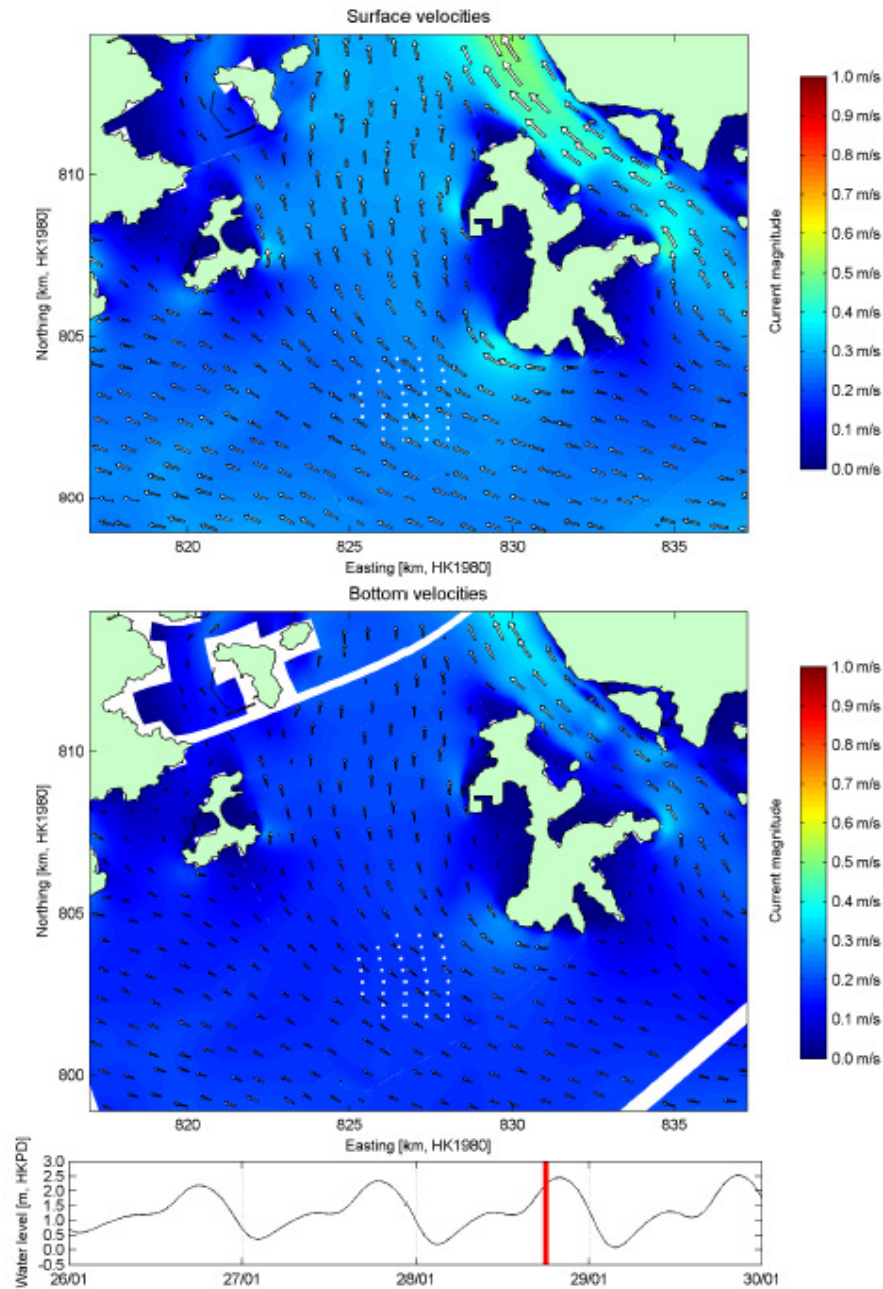 Surface velocities
1.0 m/s
0.9 m/s
0.8 m/s
0.7 m/s
0.6 m/s
0.5 m/s
0.4 m/s
0.3 m/s
0.2 m/s
0.1 m/s
0.0 m/s
Current magnitude
Northing [km, HK1980]
810
805
800
820 825 830 835
Easting [km, HK1980]
Bottom velocities
1.0 m/s
0.9 m/s
0.8 m/s
0.7 m/s
0.6 m/s
0.5 m/s
0.4 m/s
0.3 m/s
0.2 m/s
0.1 m/s
0.0 m/s
Current magnitude
Northing [km, HK1980]
810
805
800
820 825 830 835
Easting [km, HK1980]
Water level [m, HKPD]
3.0
2.5
2.0
1.5
1.0
0.5
0.0
-0.5
26/01 27/01 28/01 29/01 30/01